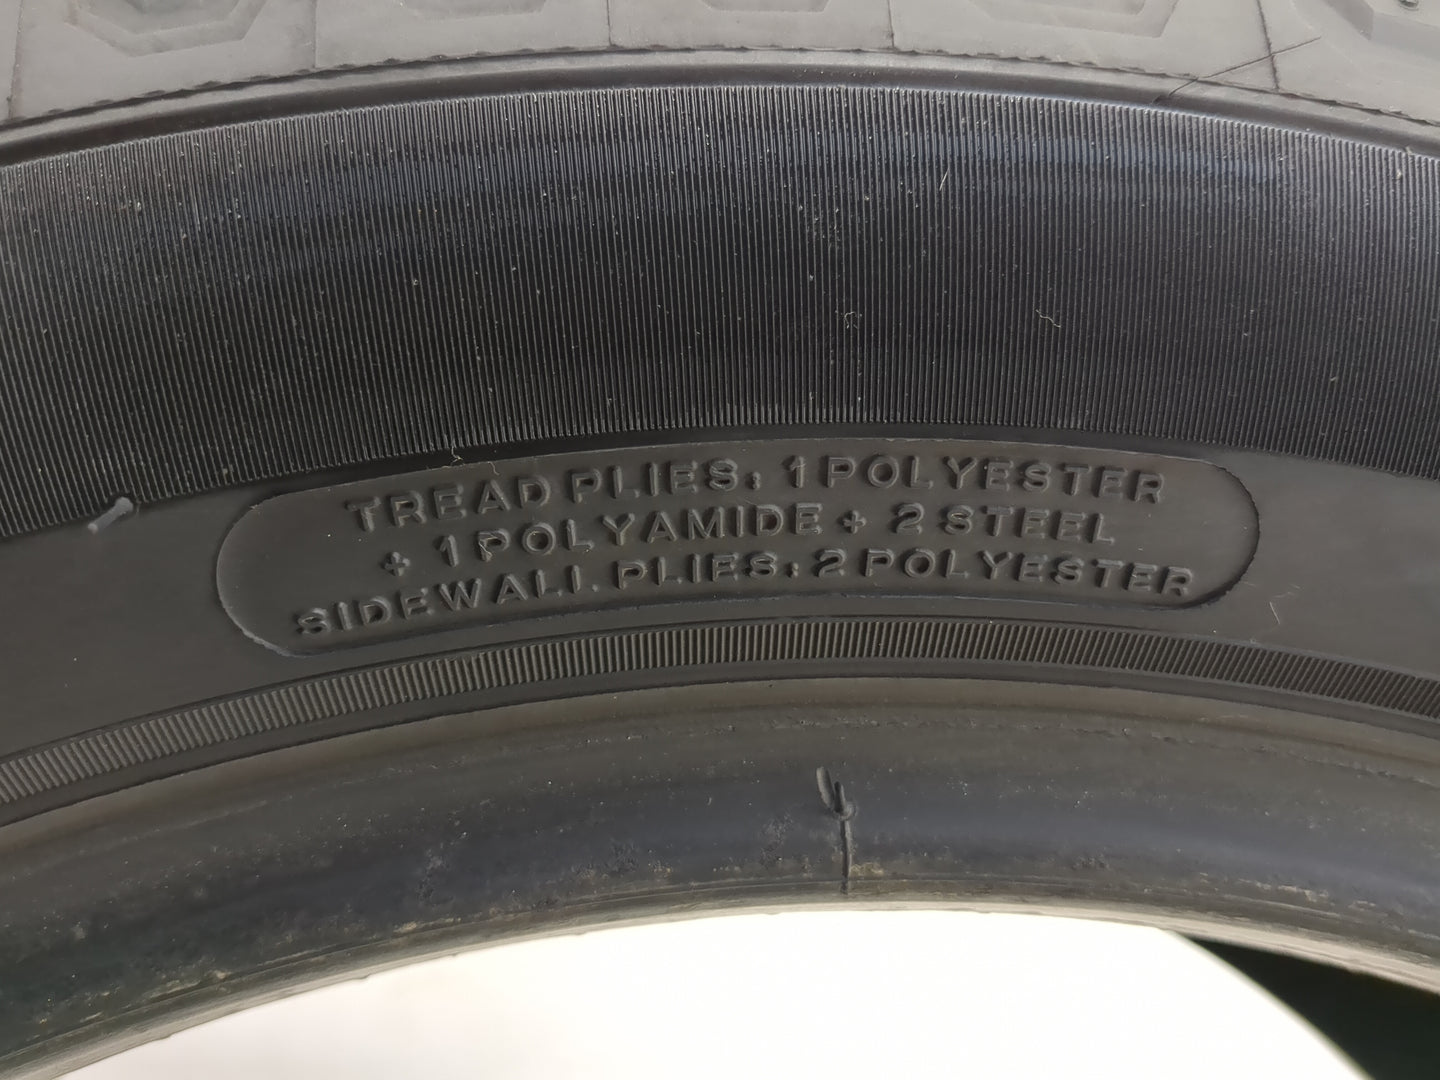 TREAD PLIES: 1 POLYESTER
+ 1 POLYAMIDE + 2 STEEL
SIDEWALL PLIES: 2 POLYESTER